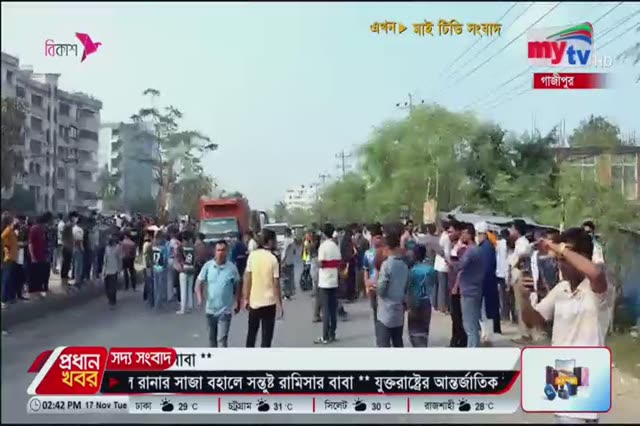 বিকাশ
এখন ▶ মাই টিভি সংবাদ
mytv HD
গাজীপুর
প্রধান খবর
সদ্য সংবাদ
বাবা **
ল রানার সাজা বহালে সন্তুষ্ট রামিসার বাবা ** যুক্তরাষ্ট্রের আন্তর্জাতিক
02:42 PM 17 Nov Tue ঢাকা 29°C চট্টগ্রাম 31°C সিলেট 30°C রাজশাহী 28°C